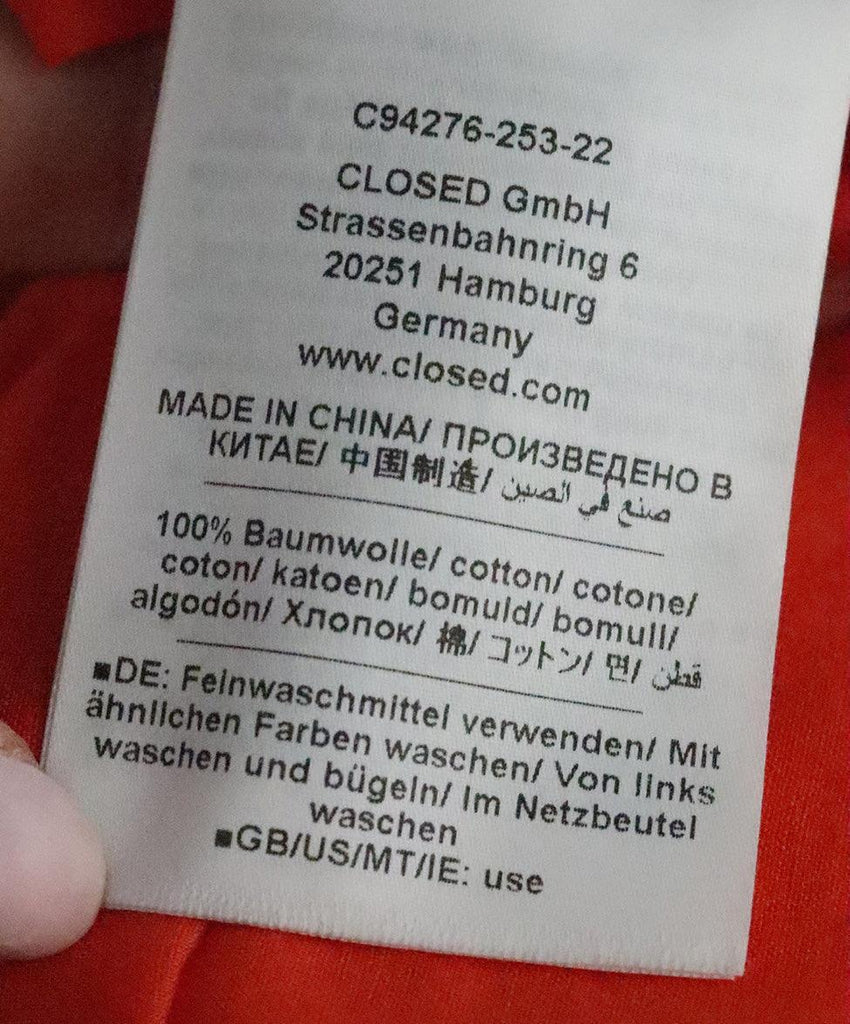 C94276-253-22
CLOSED GmbH
Strassenbahnring 6
20251 Hamburg
Germany
www.closed.com
MADE IN CHINA/ ПРОИЗВЕДЕНО В
КИТАЕ/ 中国制造/ صنع في الصين
100% Baumwolle/ cotton/ cotone/
coton/ katoen/ bomuld/ bomull/
algodón/ Хлопок/ 棉/ コットン/ 면/ قطن
■DE: Feinwaschmittel verwenden/ Mit
ähnlichen Farben waschen/ Von links
waschen und bügeln/ Im Netzbeutel
waschen
■GB/US/MT/IE: use